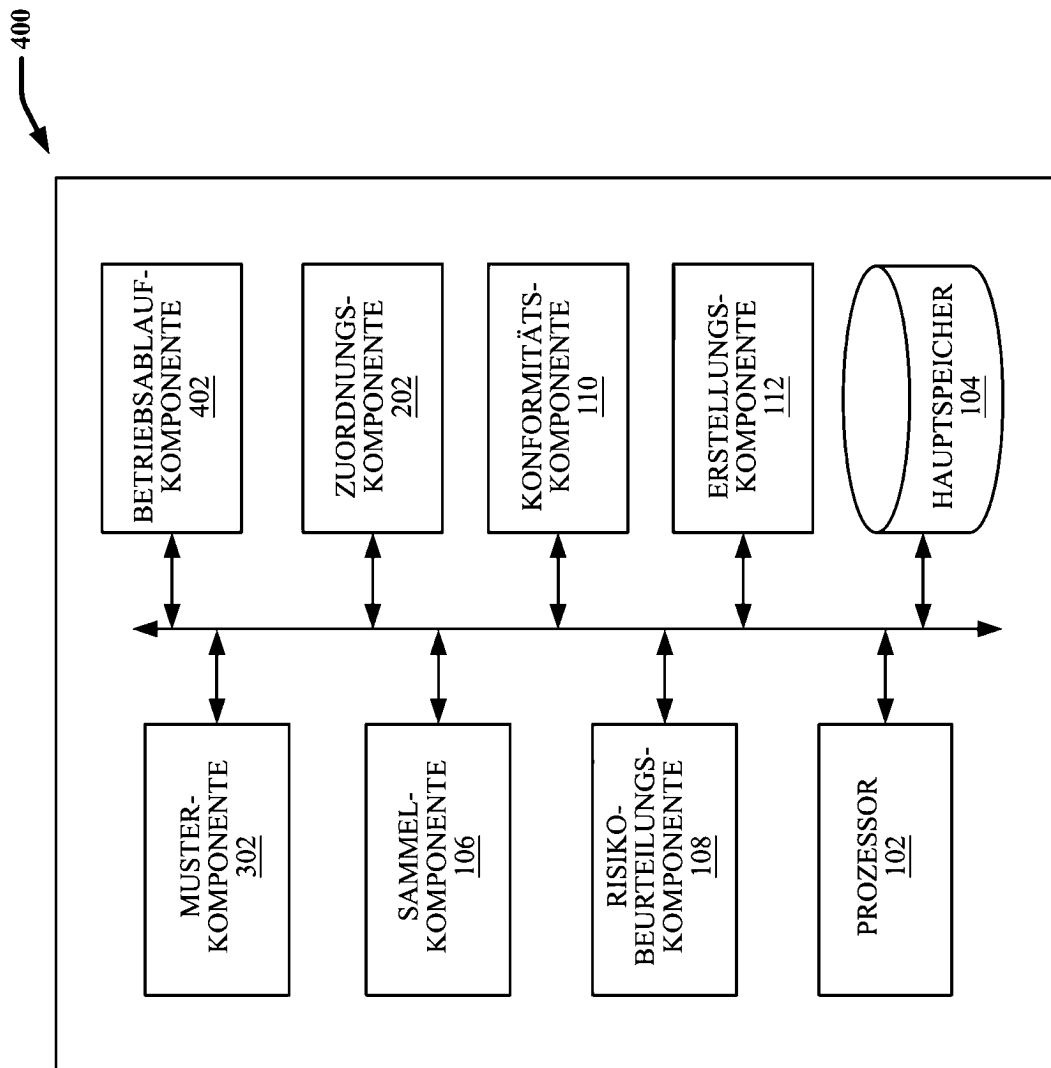 400
PROZESSOR
102
RISIKO-
BEURTEILUNGS-
KOMPONENTE
108
SAMMEL-
KOMPONENTE
106
MUSTER-
KOMPONENTE
302
HAUPTSPEICHER
104
ERSTELLUNGS-
KOMPONENTE
112
KONFORMITÄTS-
KOMPONENTE
110
ZUORDNUNGS-
KOMPONENTE
202
BETRIEBSABLAUF-
KOMPONENTE
402